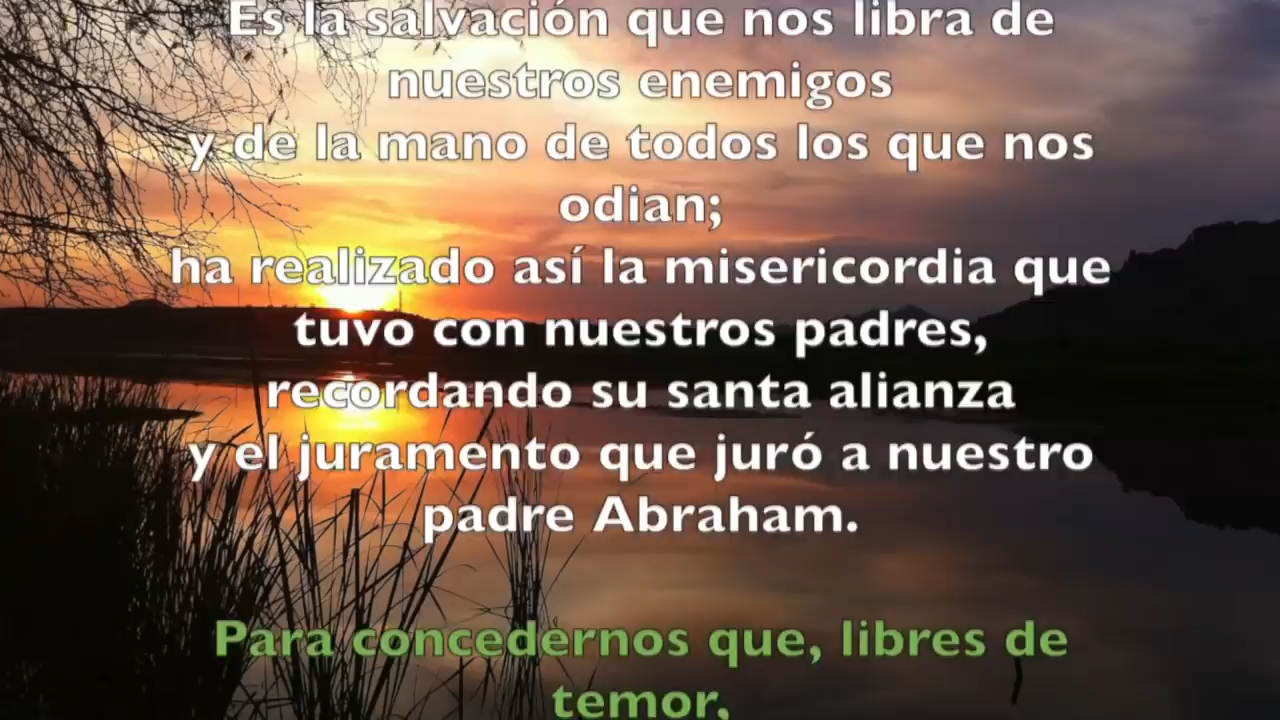 Es la salvación que nos libra de
nuestros enemigos
y de la mano de todos los que nos
odian;
ha realizado así la misericordia que
tuvo con nuestros padres,
recordando su santa alianza
y el juramento que juró a nuestro
padre Abraham.
Para concedernos que, libres de
temor,